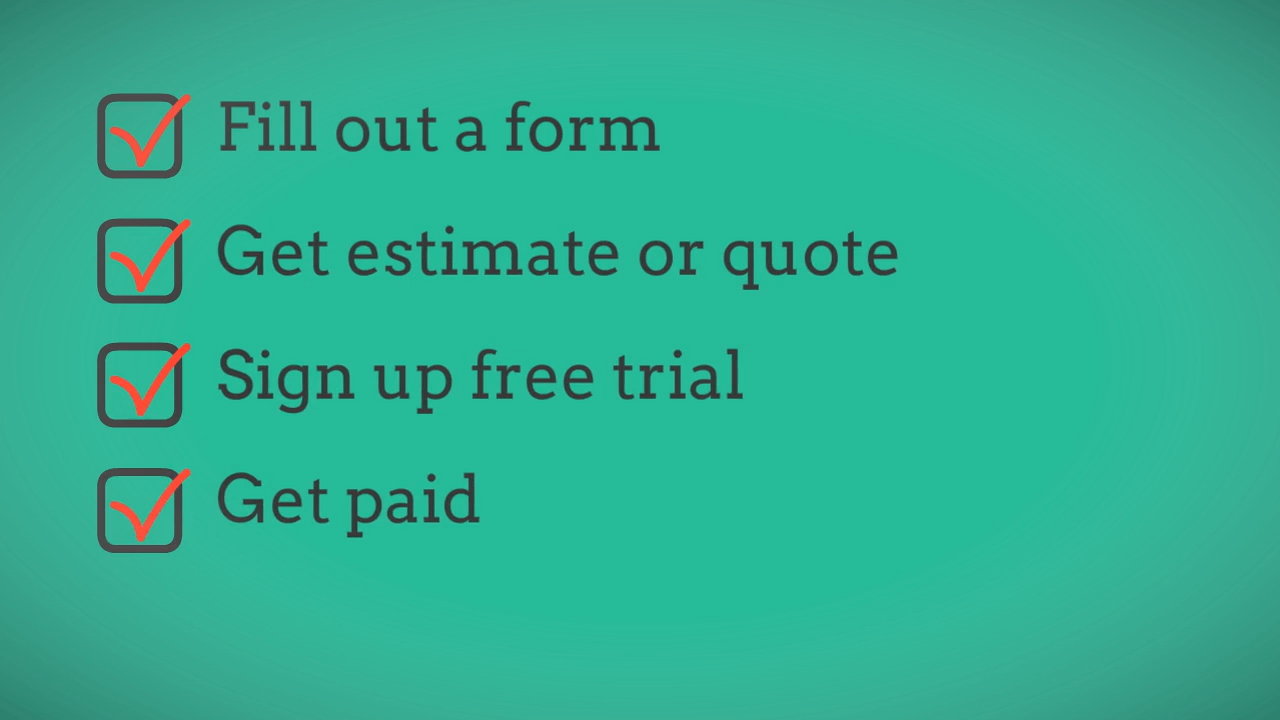 Fill out a form
Get estimate or quote
Sign up free trial
Get paid